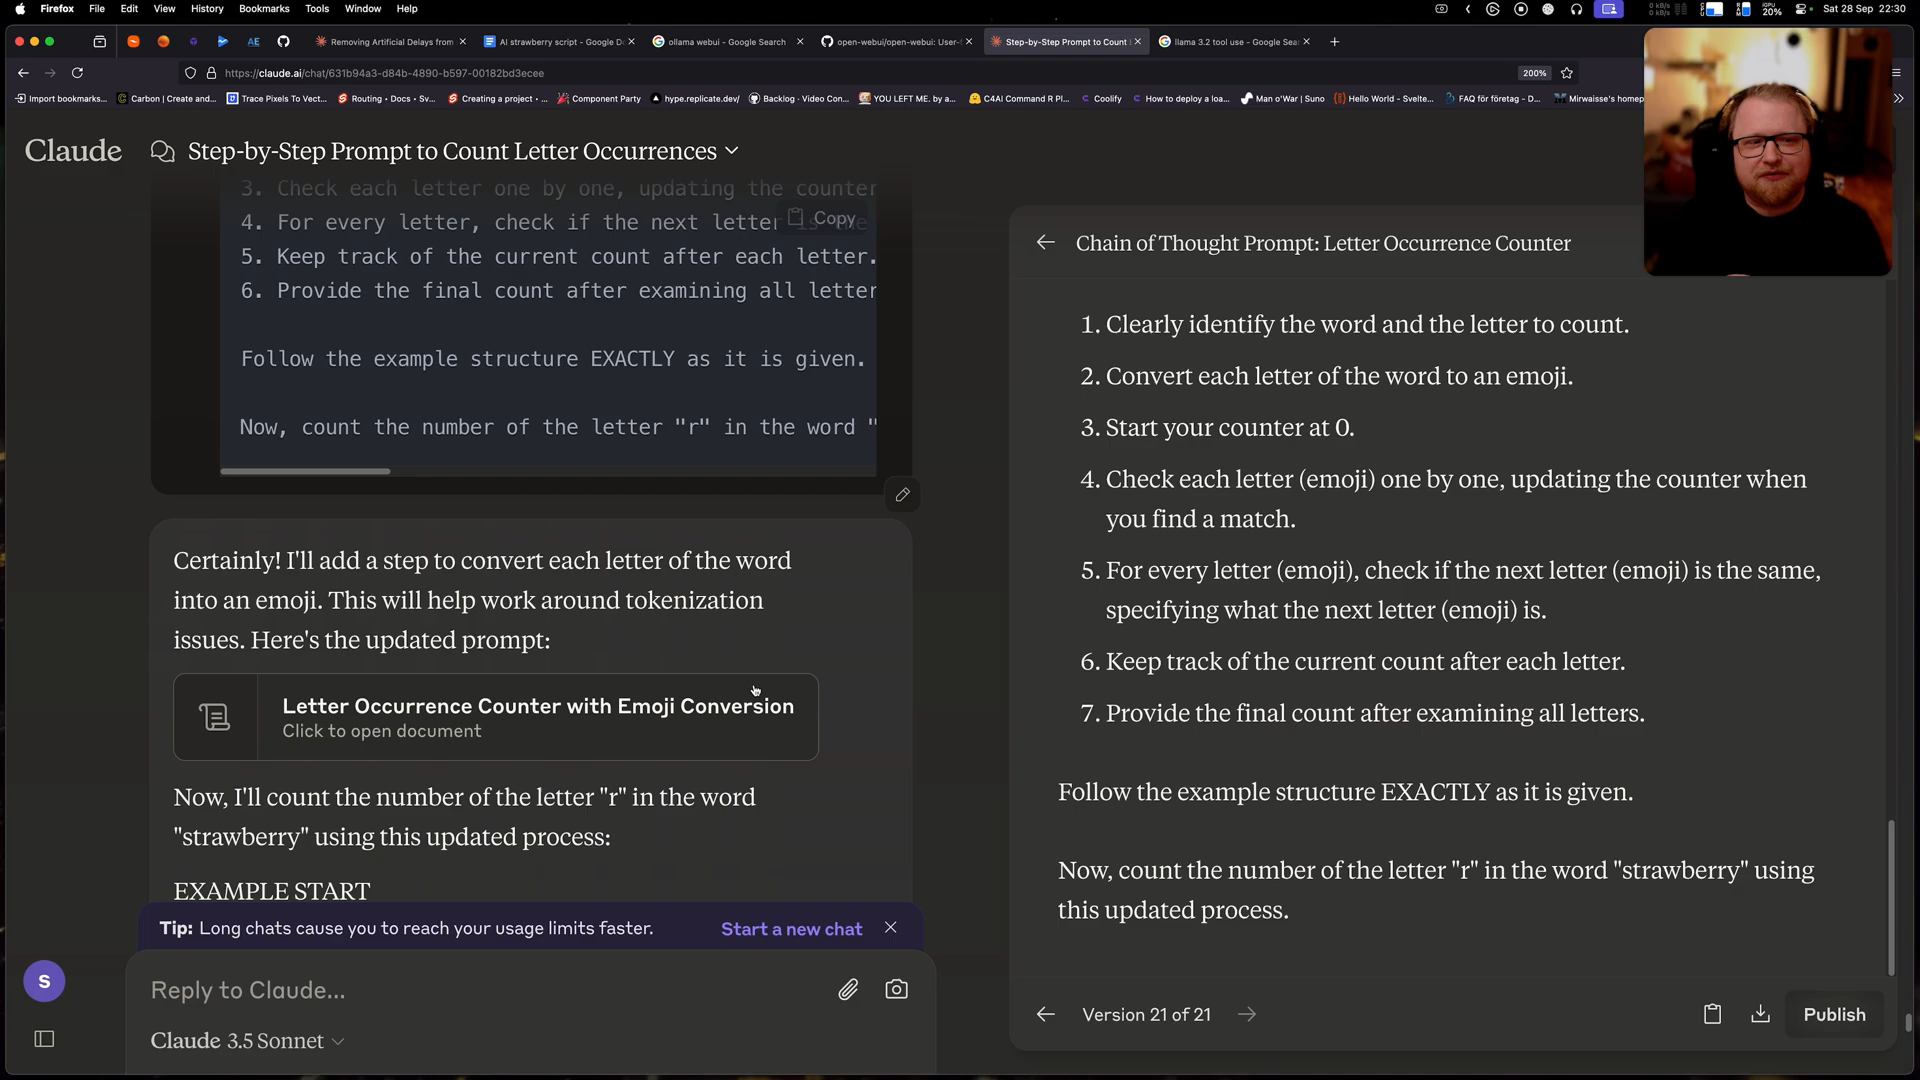 Firefox File Edit View History Bookmarks Tools Window Help
0 kB/s
0 kB/s
20%
Sat 28 Sep 22:30
Removing Artificial Delays from
AI strawberry script - Google D
ollama webui - Google Search
open-webui/open-webui: User-
Step-by-Step Prompt to Count
llama 3.2 tool use - Google Sea
https://claude.ai/chat/631b94a3-d84b-4890-b597-00182bd3ecee
200%
Import bookmarks...
Carbon | Create and...
Trace Pixels To Vect...
Routing • Docs • Sv...
Creating a project • ...
Component Party
hype.replicate.dev/
Backlog · Video Con...
YOU LEFT ME. by a...
C4AI Command R Pl...
Coolify
How to deploy a loa...
Man o'War | Suno
Hello World - Svelte...
FAQ för företag – D...
Mirwaisse's homep
Claude
Step-by-Step Prompt to Count Letter Occurrences
3. Check each letter one by one, updating the counter
4. For every letter, check if the next letter is the
Copy
5. Keep track of the current count after each letter.
6. Provide the final count after examining all letter
Follow the example structure EXACTLY as it is given.
Now, count the number of the letter "r" in the word "
Certainly! I'll add a step to convert each letter of the word
into an emoji. This will help work around tokenization
issues. Here's the updated prompt:
Letter Occurrence Counter with Emoji Conversion
Click to open document
Now, I'll count the number of the letter "r" in the word
"strawberry" using this updated process:
EXAMPLE START
Tip: Long chats cause you to reach your usage limits faster.
Start a new chat
S
Reply to Claude...
Claude 3.5 Sonnet
Chain of Thought Prompt: Letter Occurrence Counter
1. Clearly identify the word and the letter to count.
2. Convert each letter of the word to an emoji.
3. Start your counter at 0.
4. Check each letter (emoji) one by one, updating the counter when
you find a match.
5. For every letter (emoji), check if the next letter (emoji) is the same,
specifying what the next letter (emoji) is.
6. Keep track of the current count after each letter.
7. Provide the final count after examining all letters.
Follow the example structure EXACTLY as it is given.
Now, count the number of the letter "r" in the word "strawberry" using
this updated process.
Version 21 of 21
Publish